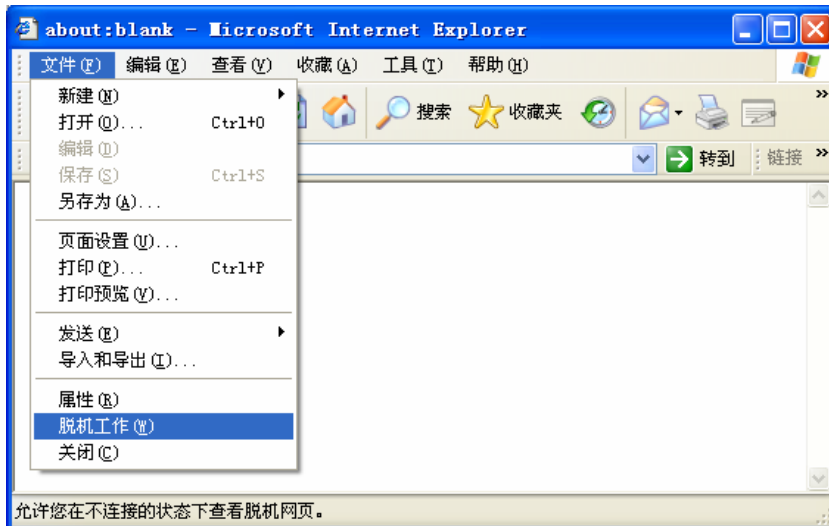 about:blank - Microsoft Internet Explorer
文件(F) 编辑(E) 查看(V) 收藏(A) 工具(T) 帮助(H)
新建(N)
搜索 收藏夹 »
打开(O)... Ctrl+O
编辑(D)
转到 链接 »
保存(S) Ctrl+S
另存为(A)...
页面设置(U)...
打印(P)... Ctrl+P
打印预览(V)...
发送(E)
导入和导出(I)...
属性(R)
脱机工作(W)
关闭(C)
允许您在不连接的状态下查看脱机网页。